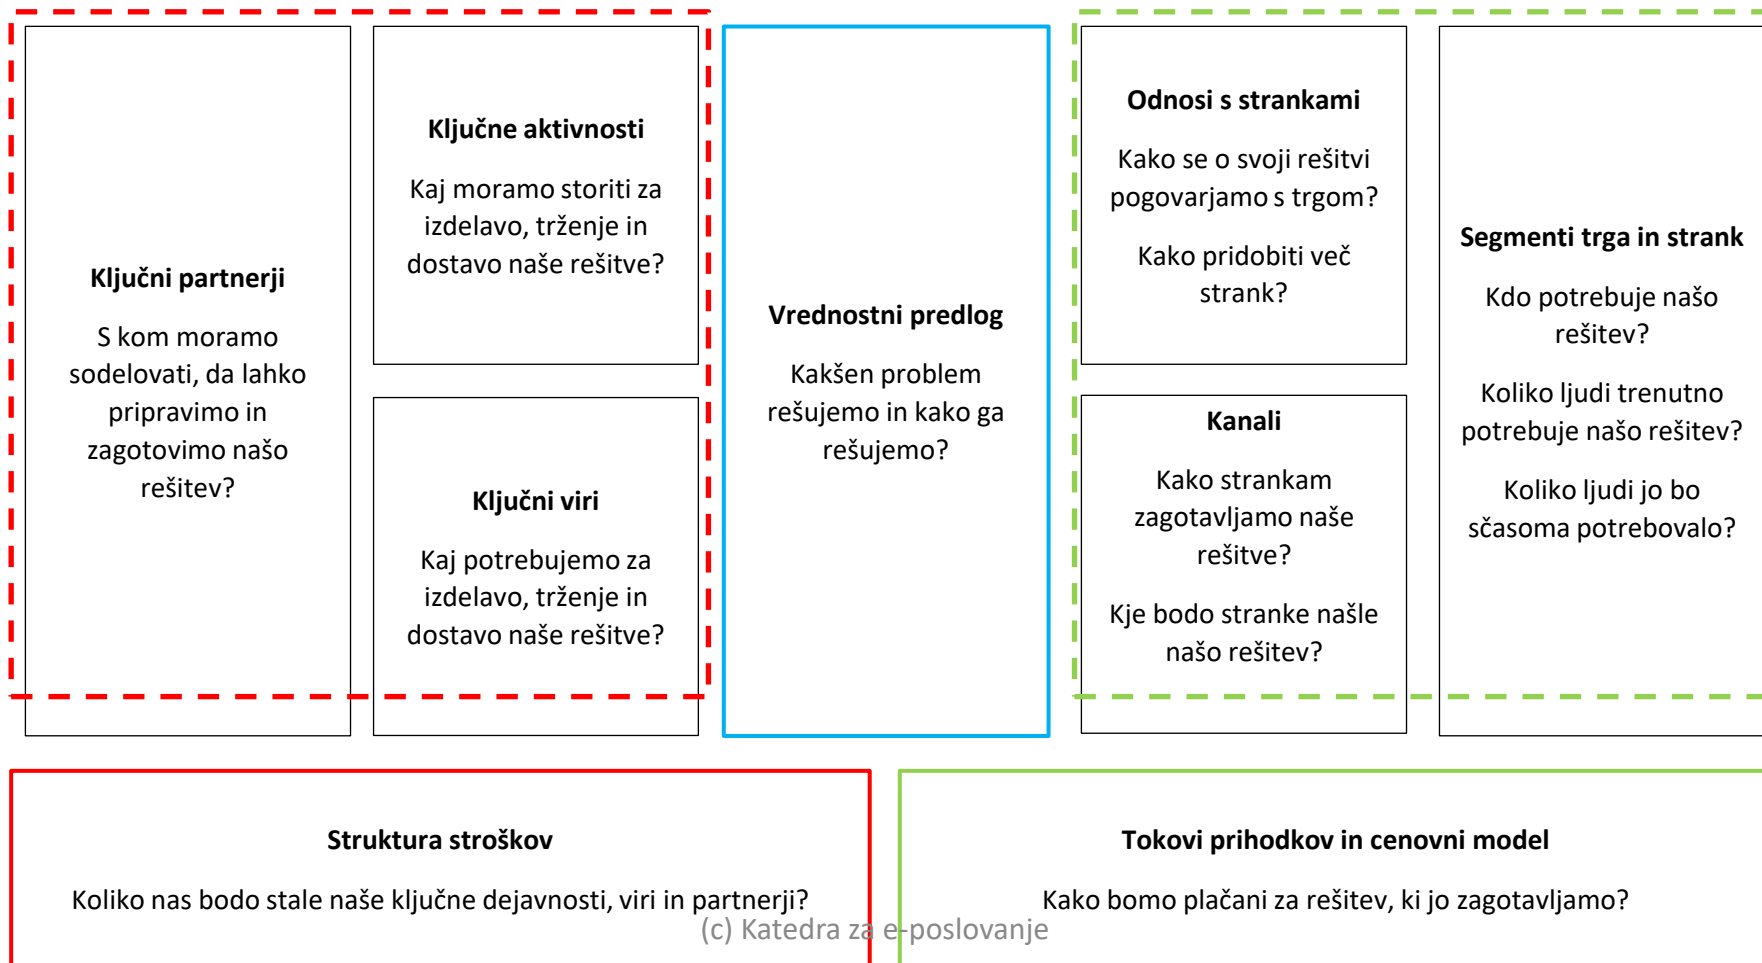 Ključni partnerji
S kom moramo
sodelovati, da lahko
pripravimo in
zagotovimo našo
rešitev?
Ključne aktivnosti
Kaj moramo storiti za
izdelavo, trženje in
dostavo naše rešitve?
Ključni viri
Kaj potrebujemo za
izdelavo, trženje in
dostavo naše rešitve?
Vrednostni predlog
Kakšen problem
rešujemo in kako ga
rešujemo?
Odnosi s strankami
Kako se o svoji rešitvi
pogovarjamo s trgom?
Kako pridobiti več
strank?
Kanali
Kako strankam
zagotavljamo naše
rešitve?
Kje bodo stranke našle
našo rešitev?
Segmenti trga in strank
Kdo potrebuje našo
rešitev?
Koliko ljudi trenutno
potrebuje našo rešitev?
Koliko ljudi jo bo
sčasoma potrebovalo?
Struktura stroškov
Koliko nas bodo stale naše ključne dejavnosti, viri in partnerji?
Tokovi prihodkov in cenovni model
Kako bomo plačani za rešitev, ki jo zagotavljamo?
(c) Katedra za e-poslovanje